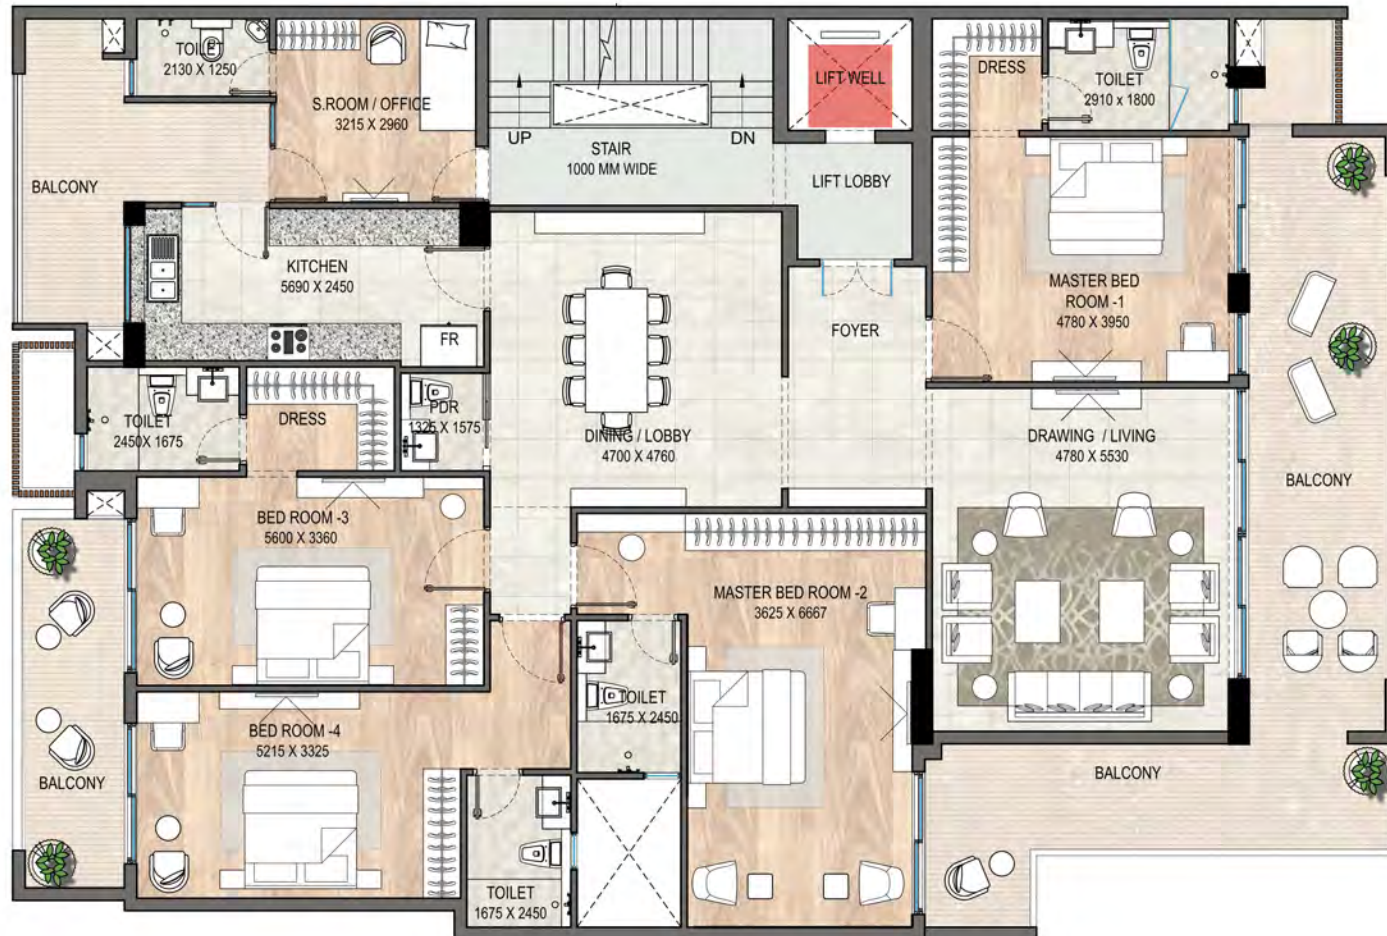 TOILET
2130 X 1250
S.ROOM / OFFICE
3215 X 2960
UP
DN
STAIR
1000 MM WIDE
LIFT WELL
LIFT LOBBY
DRESS
TOILET
2910 x 1800
BALCONY
KITCHEN
5690 X 2450
FR
FOYER
MASTER BED
ROOM -1
4780 X 3950
TOILET
2450X 1675
DRESS
PDR
1325 X 1575
DINING / LOBBY
4700 X 4760
DRAWING / LIVING
4780 X 5530
BALCONY
BED ROOM -3
5600 X 3360
MASTER BED ROOM -2
3625 X 6667
TOILET
1675 X 2450
BED ROOM -4
5215 X 3325
BALCONY
BALCONY
TOILET
1675 X 2450